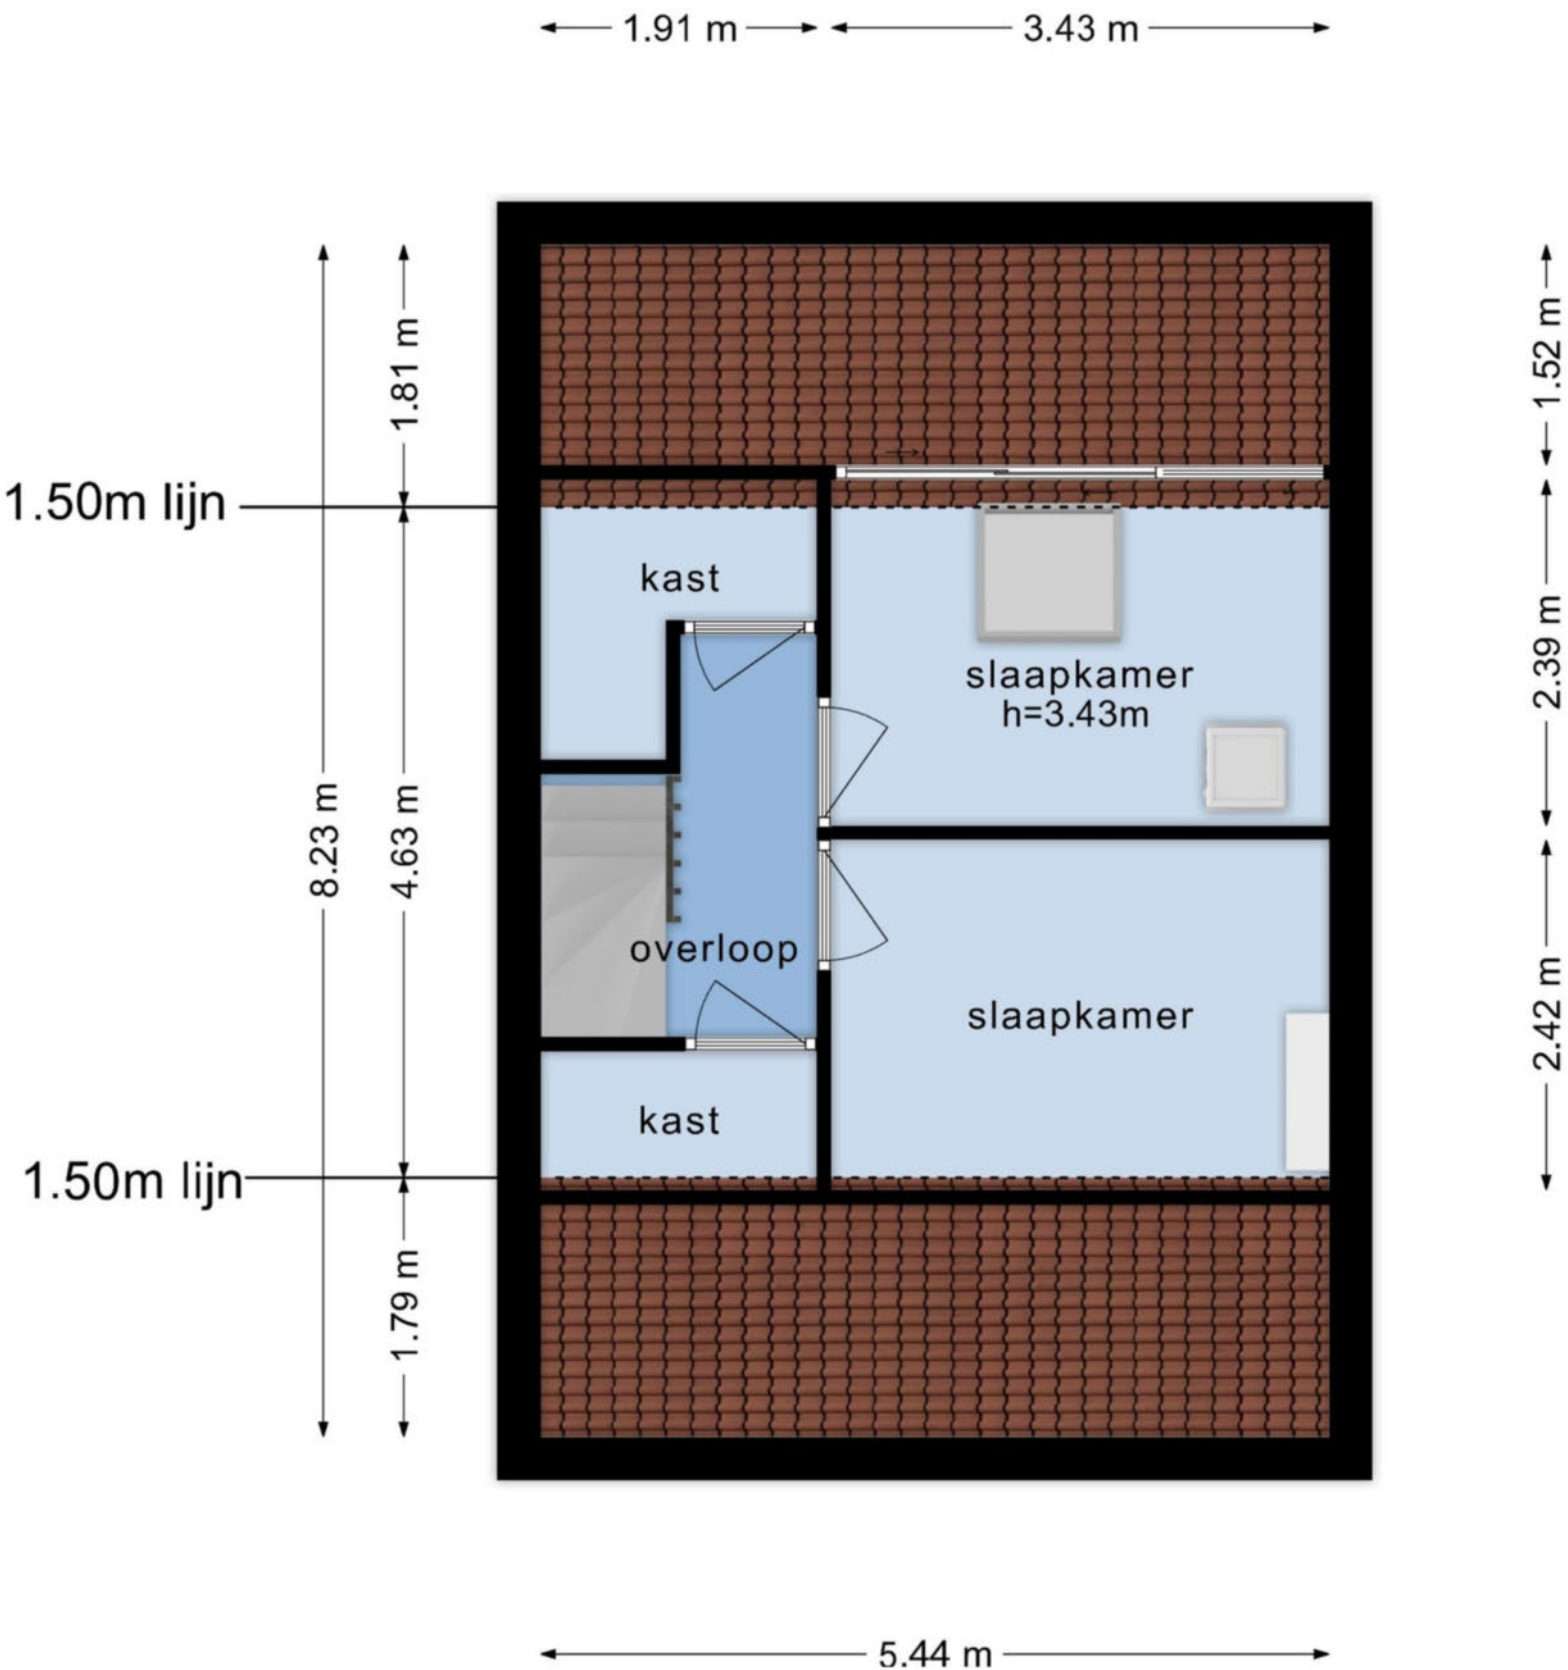 1.91 m
3.43 m
1.81 m
1.52 m
1.50m lijn
kast
slaapkamer
h=3.43m
2.39 m
8.23 m
4.63 m
overloop
slaapkamer
2.42 m
kast
1.50m lijn
1.79 m
5.44 m